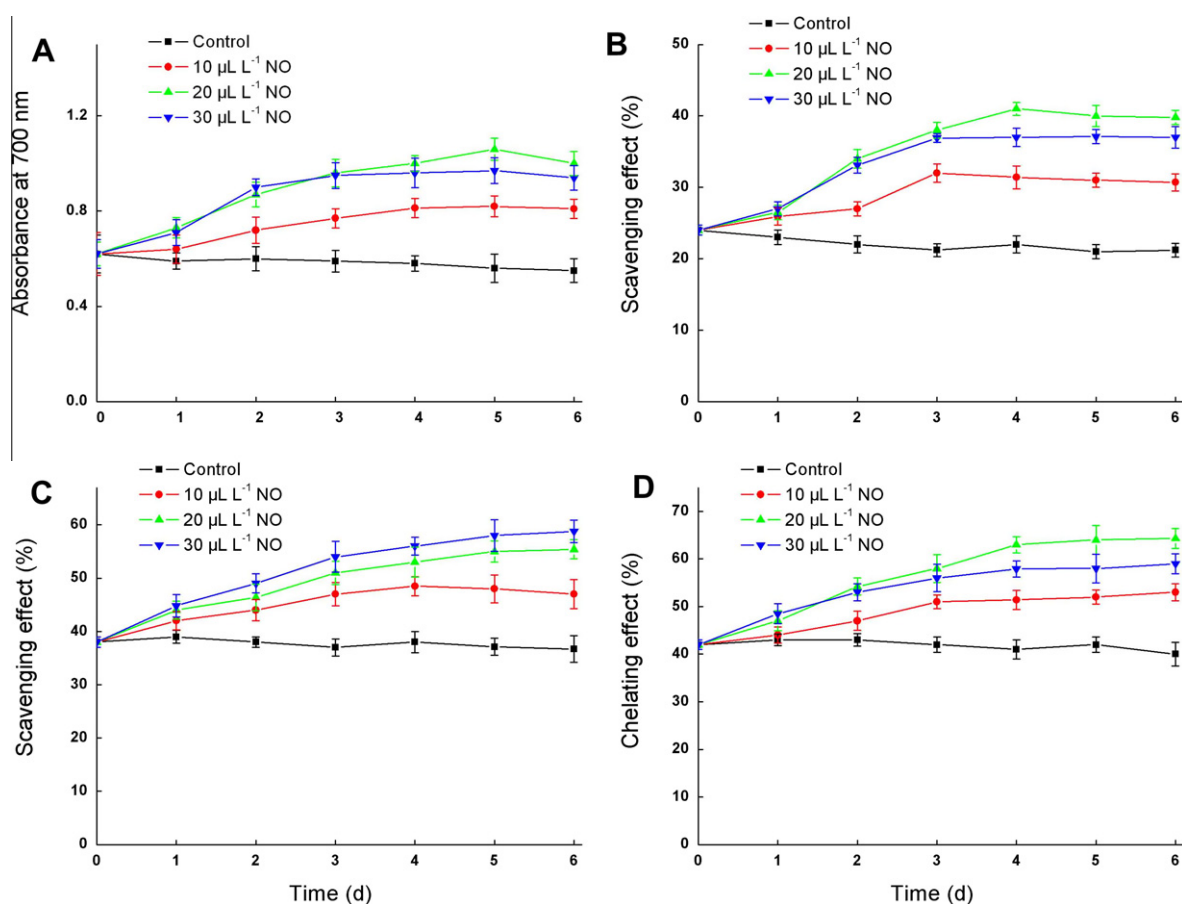 A
Control
10 µL L⁻¹ NO
20 µL L⁻¹ NO
30 µL L⁻¹ NO
Absorbance at 700 nm
1.2
0.8
0.4
0.0
0 1 2 3 4 5 6
B
Control
10 µL L⁻¹ NO
20 µL L⁻¹ NO
30 µL L⁻¹ NO
Scavenging effect (%)
50
40
30
20
10
0
0 1 2 3 4 5 6
C
Control
10 µL L⁻¹ NO
20 µL L⁻¹ NO
30 µL L⁻¹ NO
Scavenging effect (%)
60
50
40
30
20
10
0
0 1 2 3 4 5 6
Time (d)
D
Control
10 µL L⁻¹ NO
20 µL L⁻¹ NO
30 µL L⁻¹ NO
Chelating effect (%)
70
60
50
40
30
20
10
0
0 1 2 3 4 5 6
Time (d)